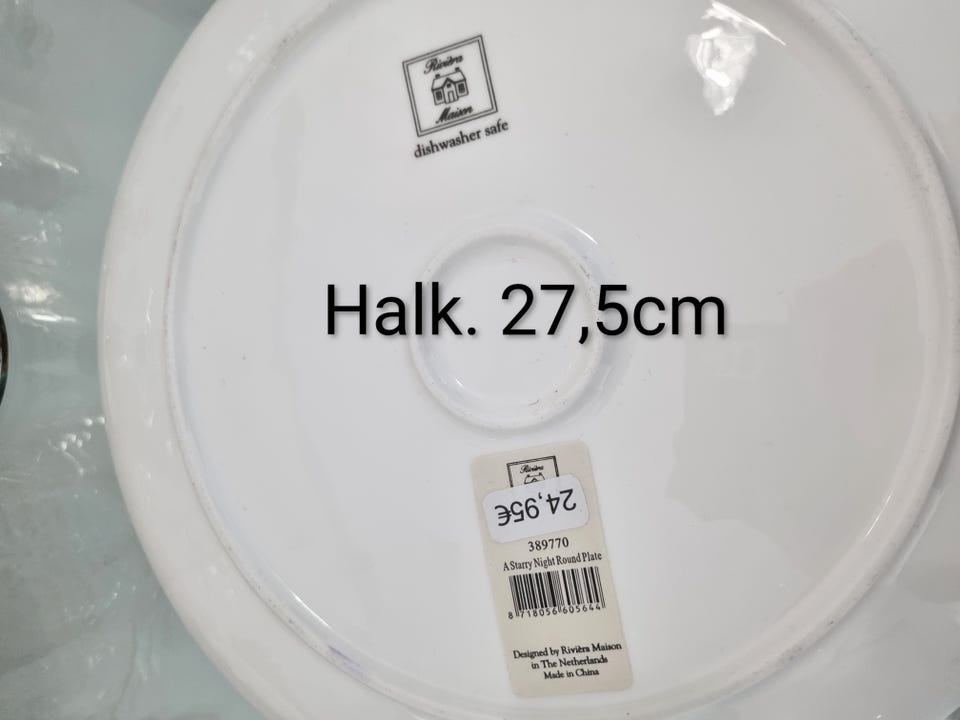 Rivièra
Maison
dishwasher safe
Halk. 27,5cm
Rivièra
24,95€
389770
A Starry Night Round Plate
8 718056 605644
Designed by Rivièra Maison
in The Netherlands
Made in China